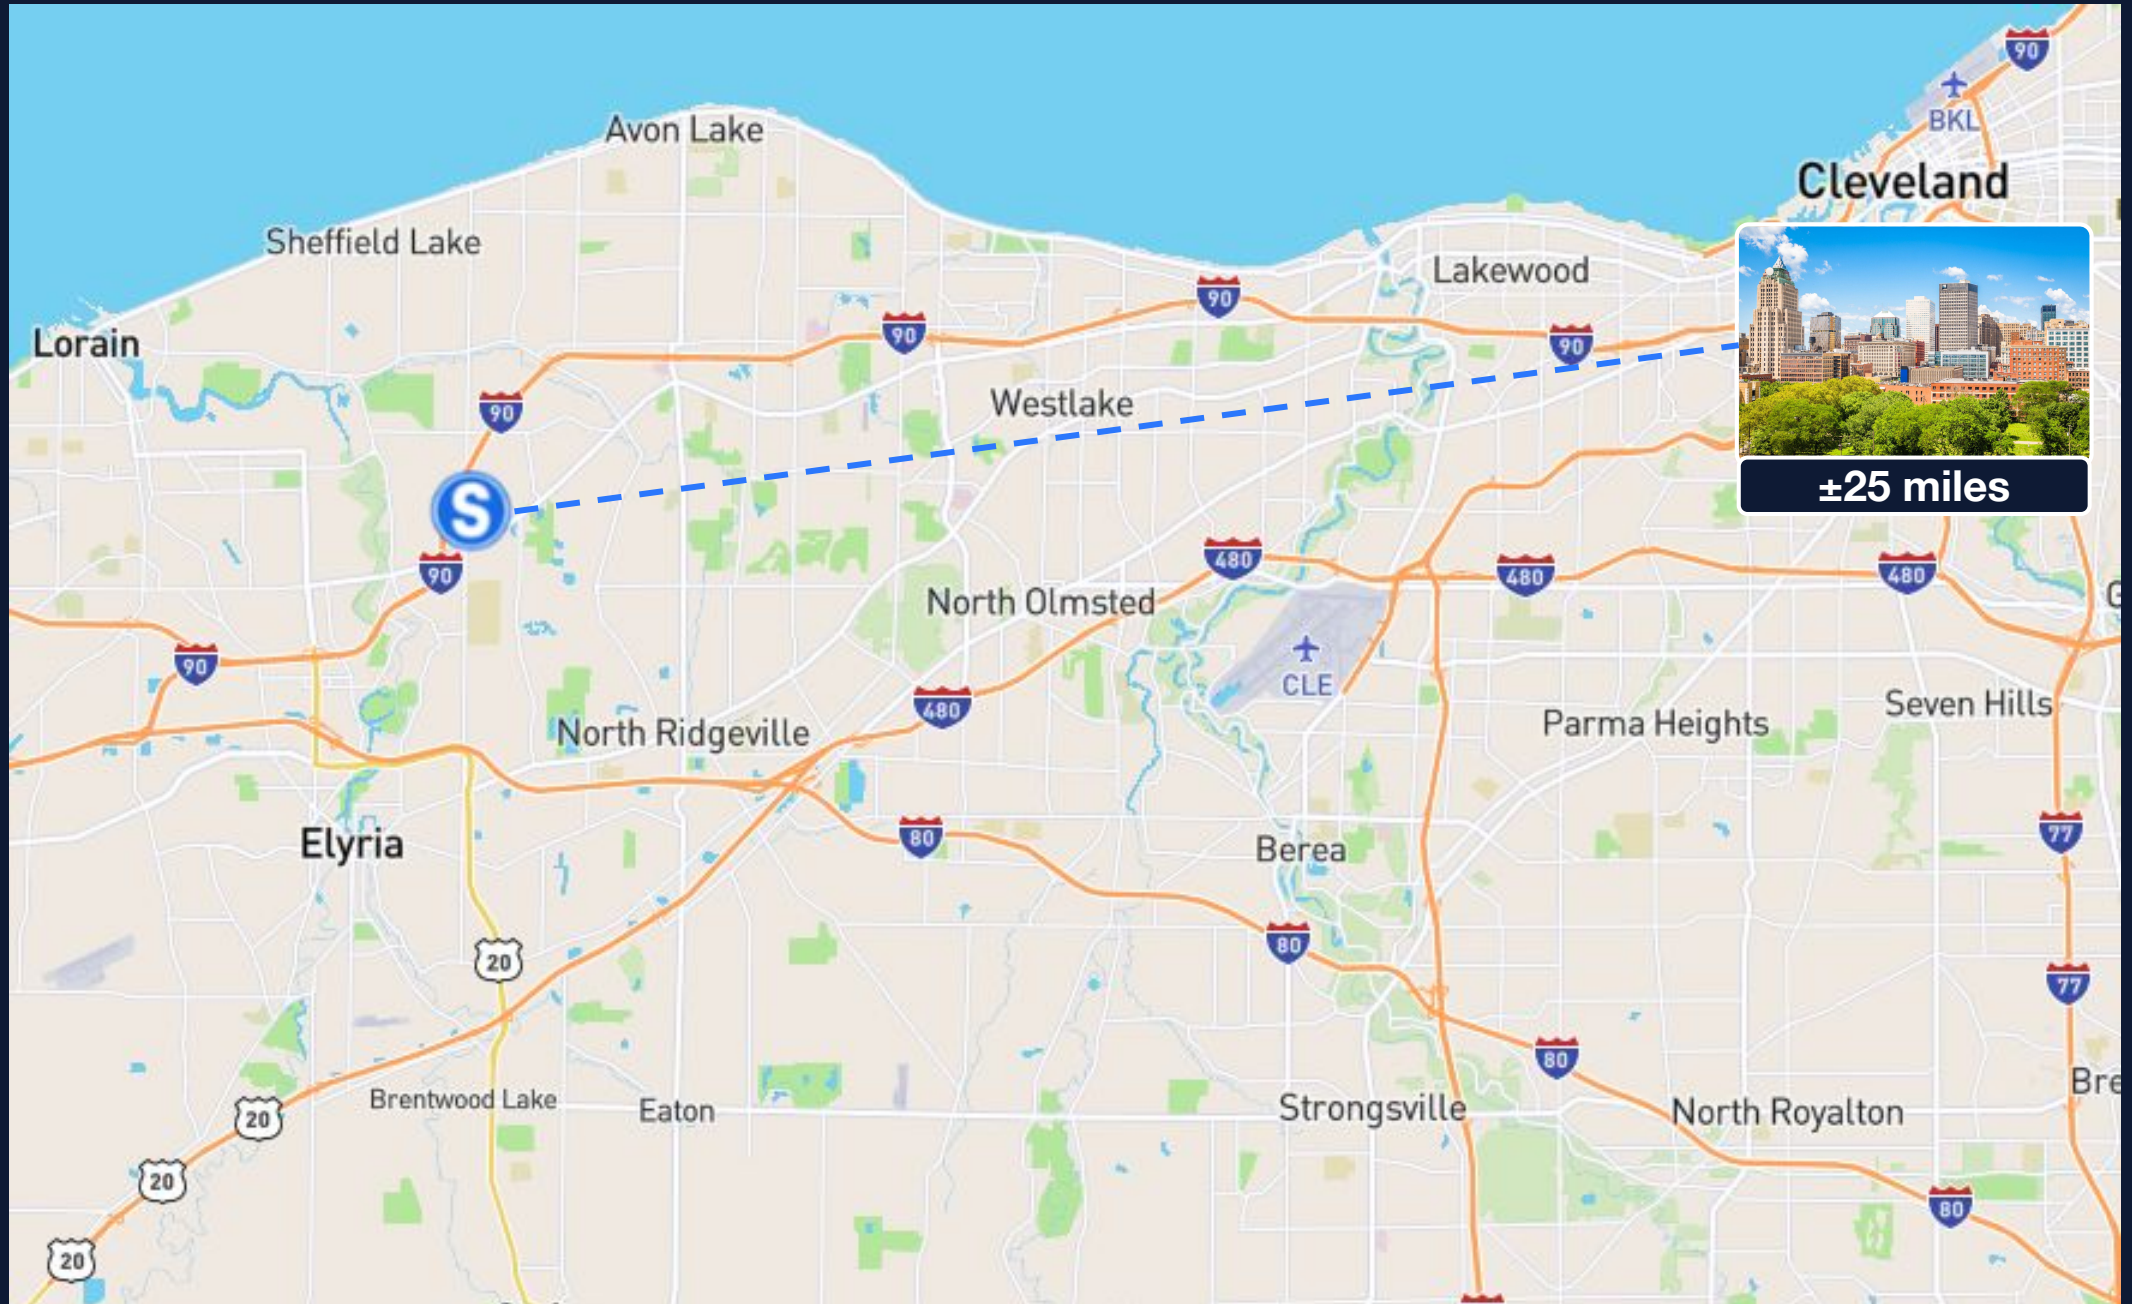 90
BKL
Cleveland
Avon Lake
Sheffield Lake
Lakewood
90
90
90
Lorain
90
Westlake
±25 miles
S
90
480
480
480
North Olmsted
90
CLE
480
North Ridgeville
Parma Heights
Seven Hills
80
77
Elyria
Berea
20
80
77
80
Brentwood Lake
Eaton
20
Strongsville
North Royalton
Bre
20
80
20